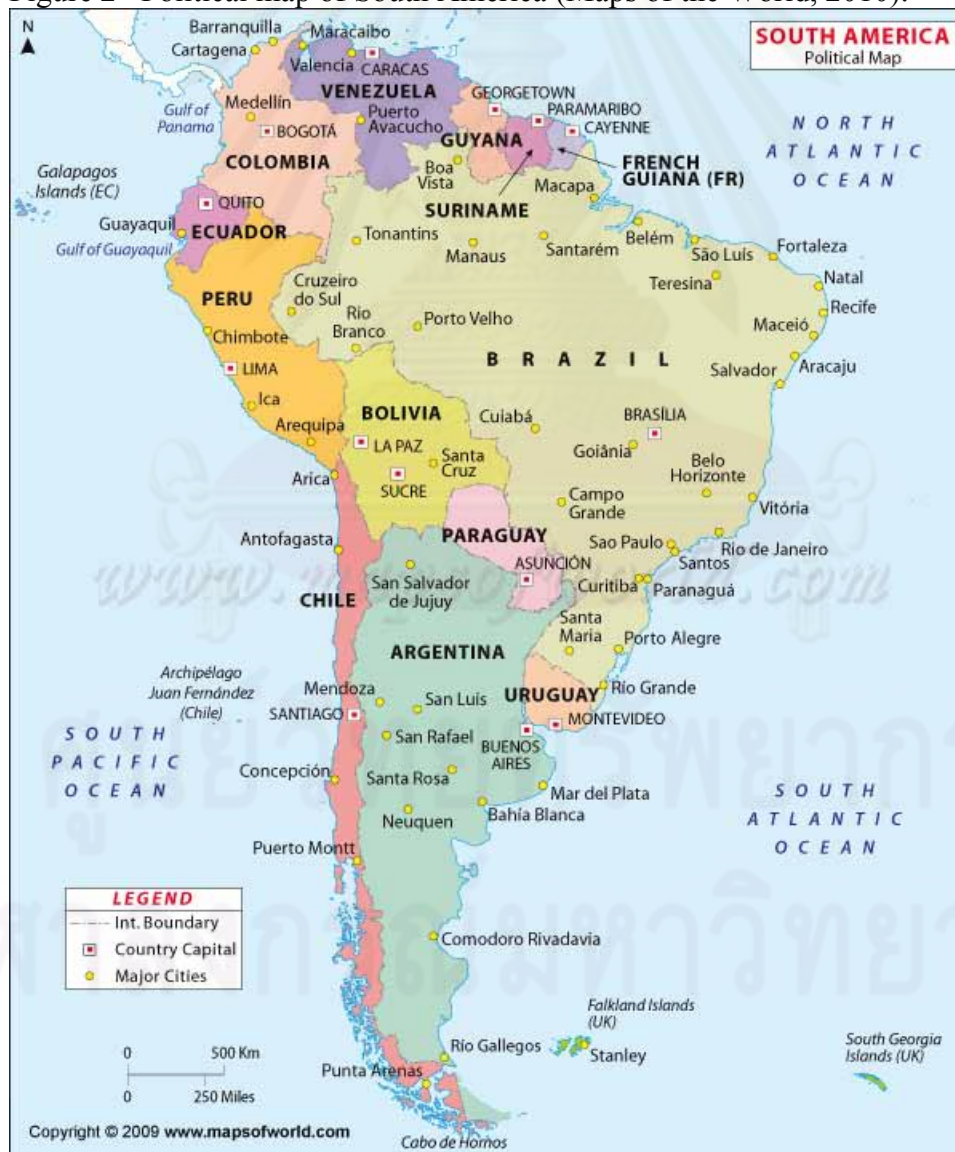 Figure 2 Political map of South America (Maps of the World, 2010).
N
SOUTH AMERICA
Political Map
Barranquilla
Cartagena
Maracaibo
Valencia
CARACAS
VENEZUELA
Gulf of
Panama
Medellín
BOGOTÁ
COLOMBIA
Puerto
Avacucho
GEORGETOWN
PARAMARIBO
CAYENNE
GUYANA
FRENCH
GUIANA (FR)
SURINAME
NORTH
ATLANTIC
OCEAN
Galapagos
Islands (EC)
QUITO
Guayaquil
ECUADOR
Gulf of Guayaquil
Boa
Vista
Macapa
Tonantins
Manaus
Santarém
Belém
São Luís
Fortaleza
Teresina
Natal
Recife
Maceió
Aracaju
Salvador
PERU
Cruzeiro
do Sul
Rio
Branco
Porto Velho
Chimbote
LIMA
Ica
Arequipa
BRAZIL
BOLIVIA
LA PAZ
Santa
Cruz
SUCRE
Cuiabá
BRASÍLIA
Goiânia
Belo
Horizonte
Campo
Grande
Vitória
Arica
Antofagasta
PARAGUAY
ASUNCIÓN
Sao Paulo
Santos
Rio de Janeiro
Curitiba
Paranaguá
www.mapsofworld.com
San Salvador
de Jujuy
CHILE
ARGENTINA
Santa
Maria
Porto Alegre
Río Grande
URUGUAY
MONTEVIDEO
Archipélago
Juan Fernández
(Chile)
Mendoza
SANTIAGO
San Luis
San Rafael
BUENOS
AIRES
SOUTH
PACIFIC
OCEAN
Concepción
Santa Rosa
Mar del Plata
Neuquen
Bahía Blanca
SOUTH
ATLANTIC
OCEAN
Puerto Montt
LEGEND
Int. Boundary
Country Capital
Major Cities
Comodoro Rivadavia
Falkland Islands
(UK)
Stanley
South Georgia
Islands (UK)
0 500 Km
0 250 Miles
Río Gallegos
Punta Arenas
Copyright © 2009 www.mapsofworld.com
Cabo de Hornos